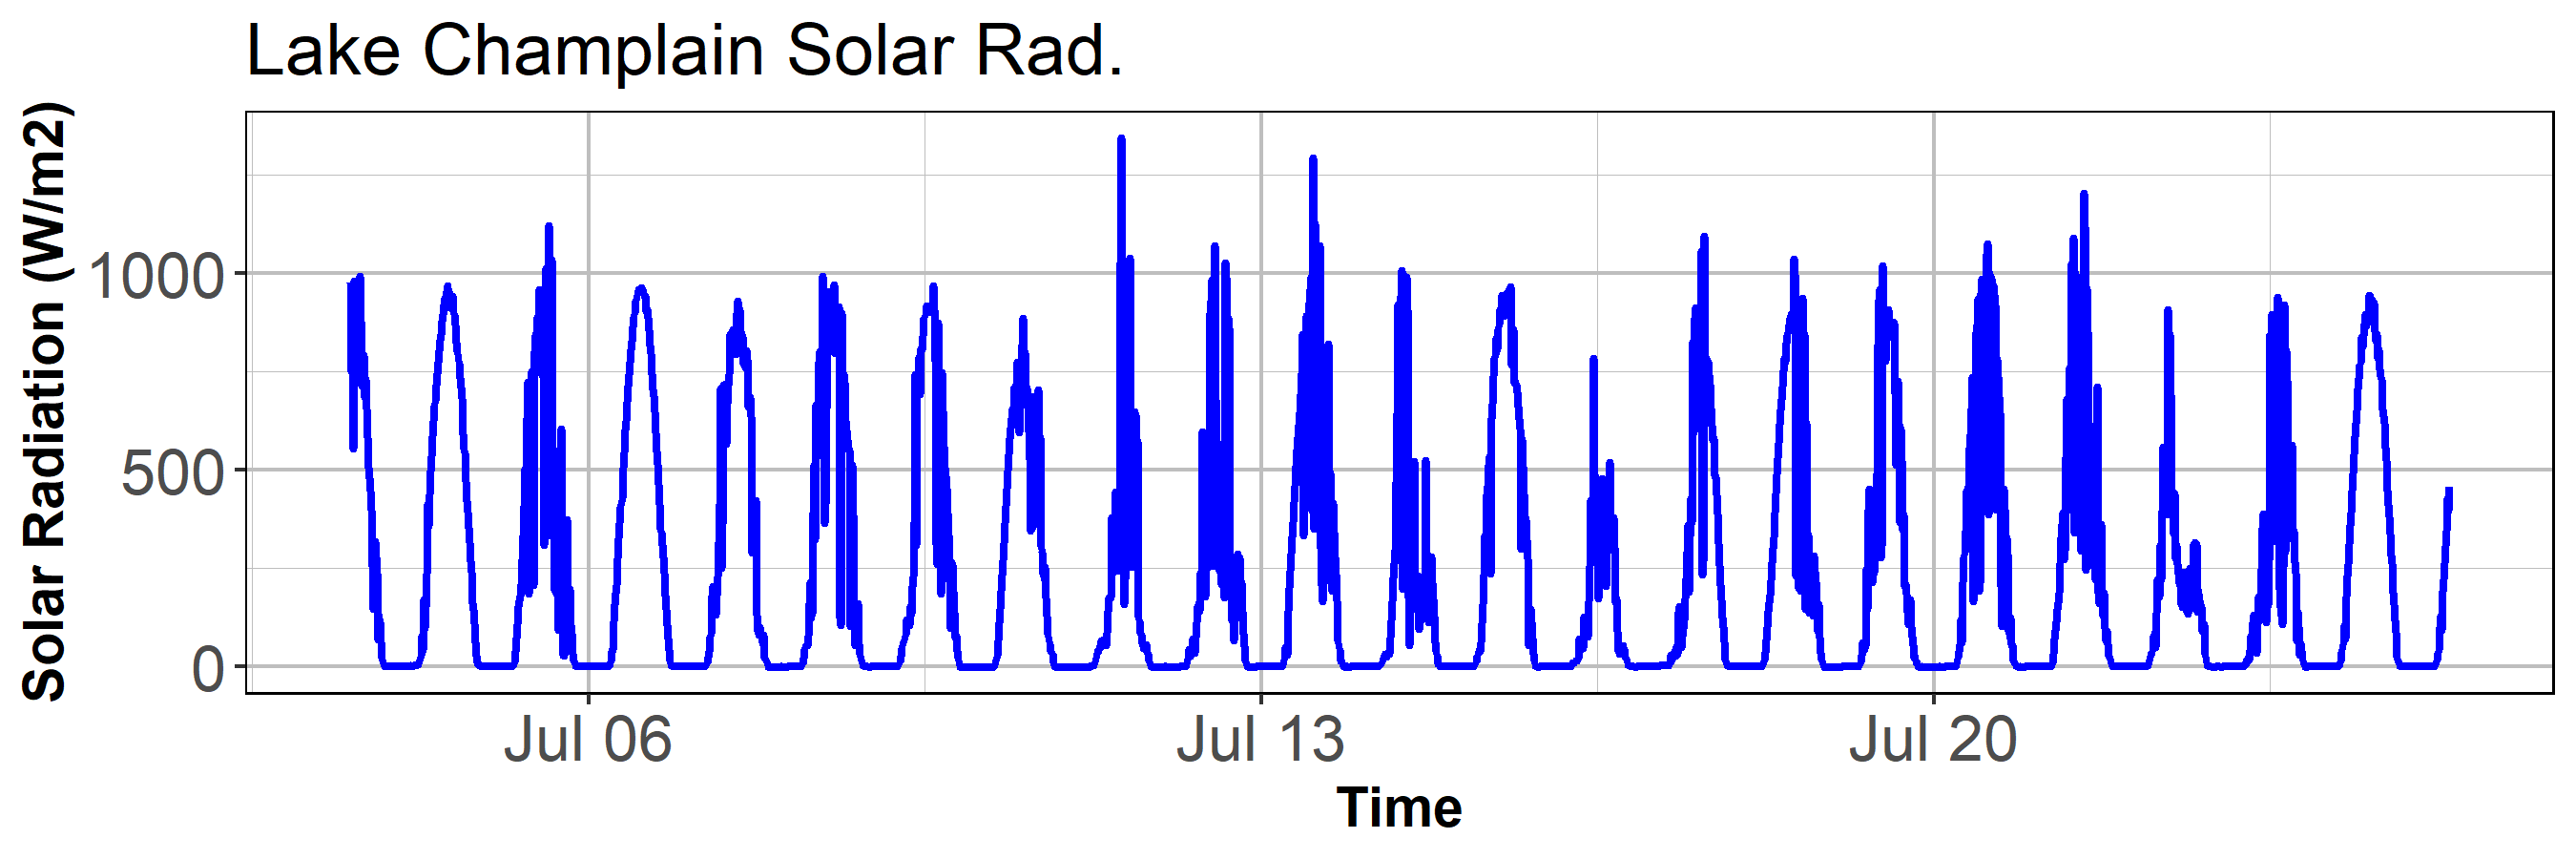 Lake Champlain Solar Rad.
Solar Radiation (W/m2)
1000
500
0
Jul 06
Jul 13
Jul 20
Time